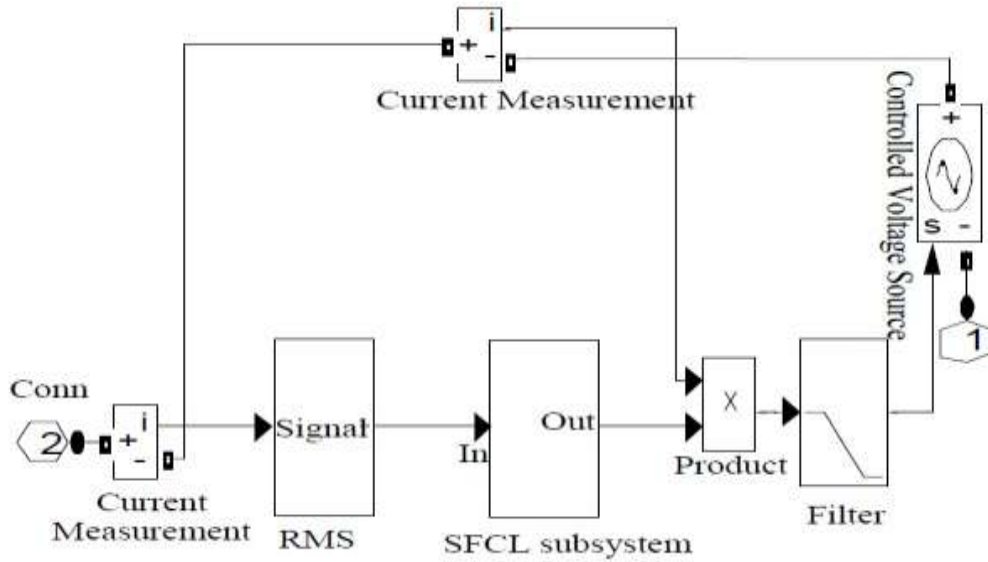 i
+
-
Current Measurement
Controlled Voltage Source
+
s -
1
Conn
2
i
+
-
Current
Measurement
Signal
RMS
In
Out
SFCL subsystem
X
Product
Filter